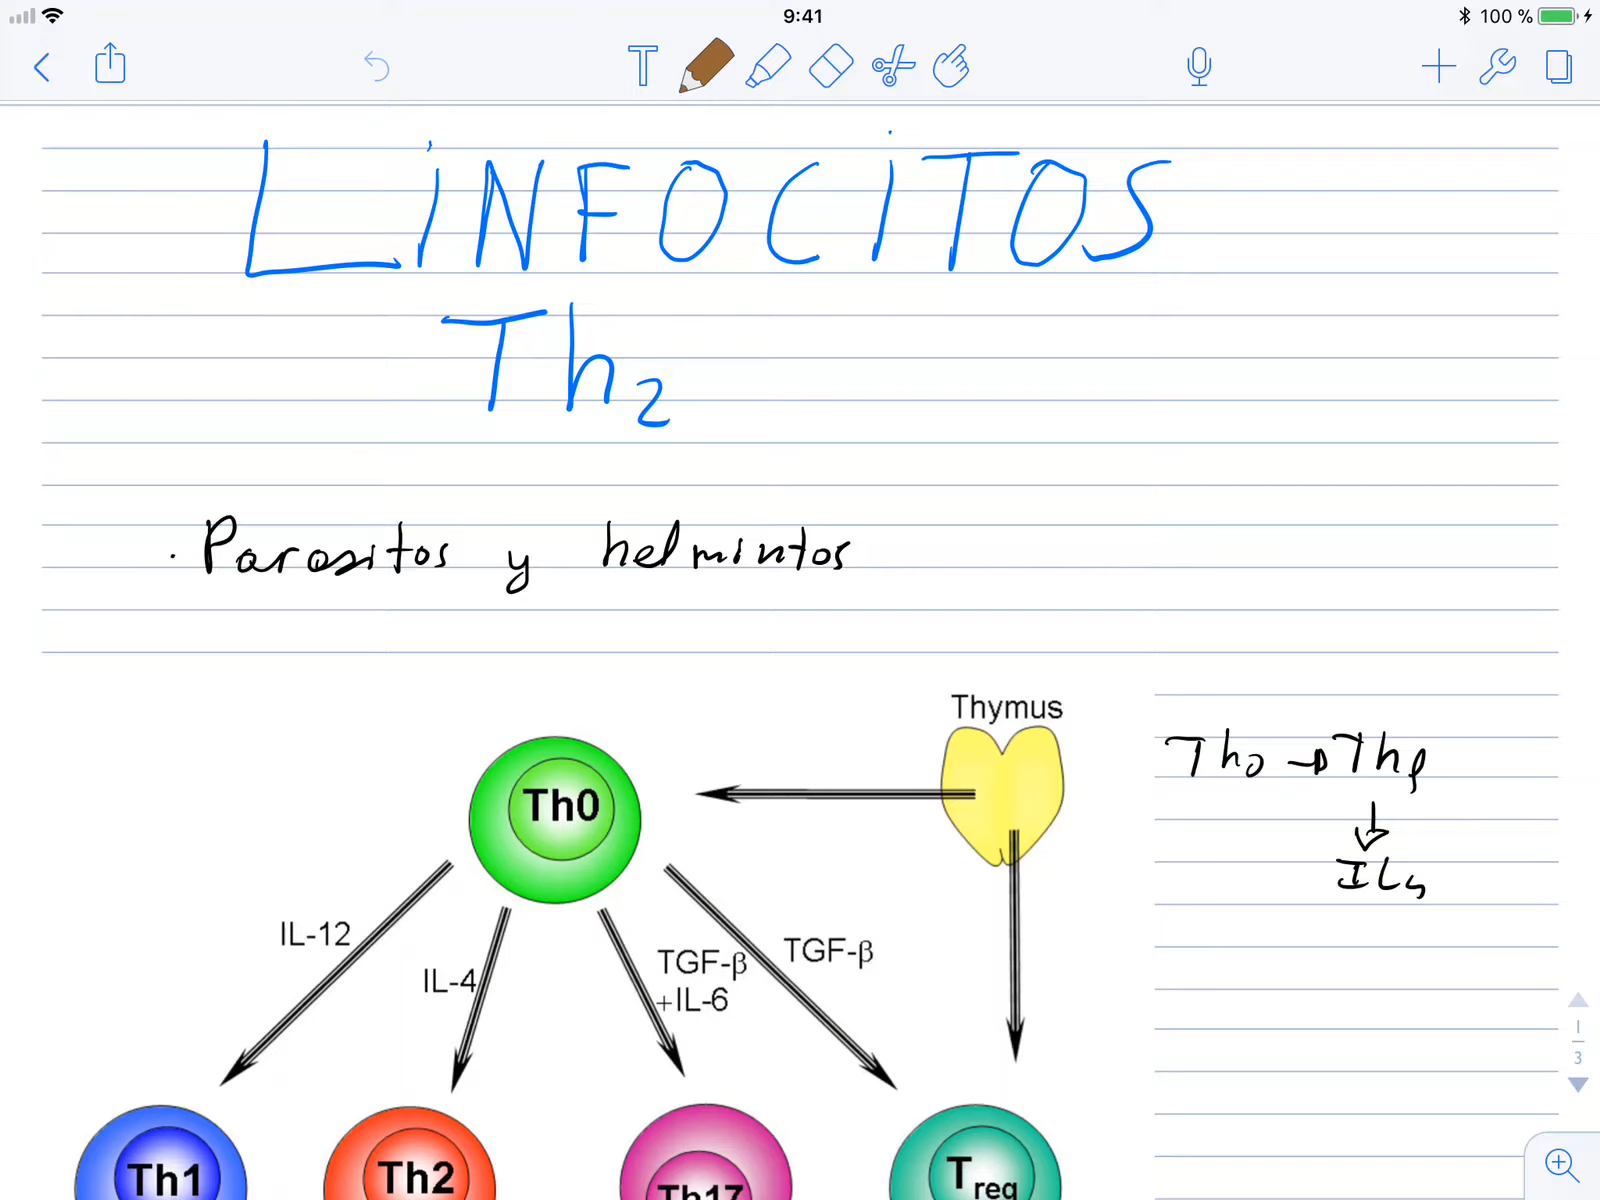 9:41
100 %
T
LiNFOCiTOS
Th2
. Parasitos y helmintos
Thymus
Th0
Th0 → Thp
↓
IL4
IL-12
IL-4
TGF-β
+IL-6
TGF-β
1
3
Th1
Th2
Th17
Treg